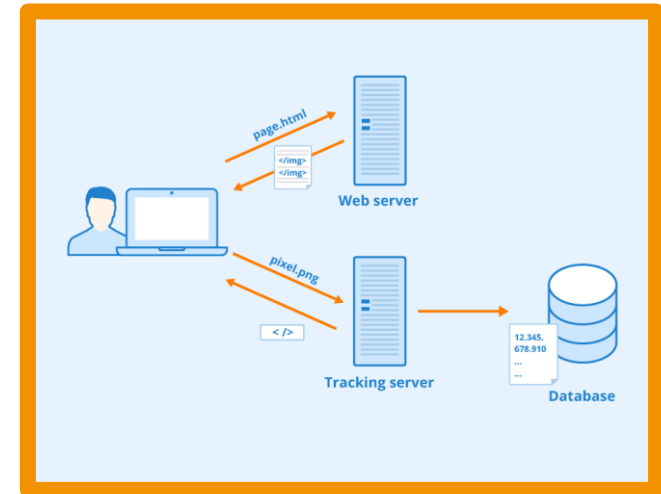 page.html
</img>
</img>
Web server
pixel.png
< />
Tracking server
12.345.
678.910
...
...
Database